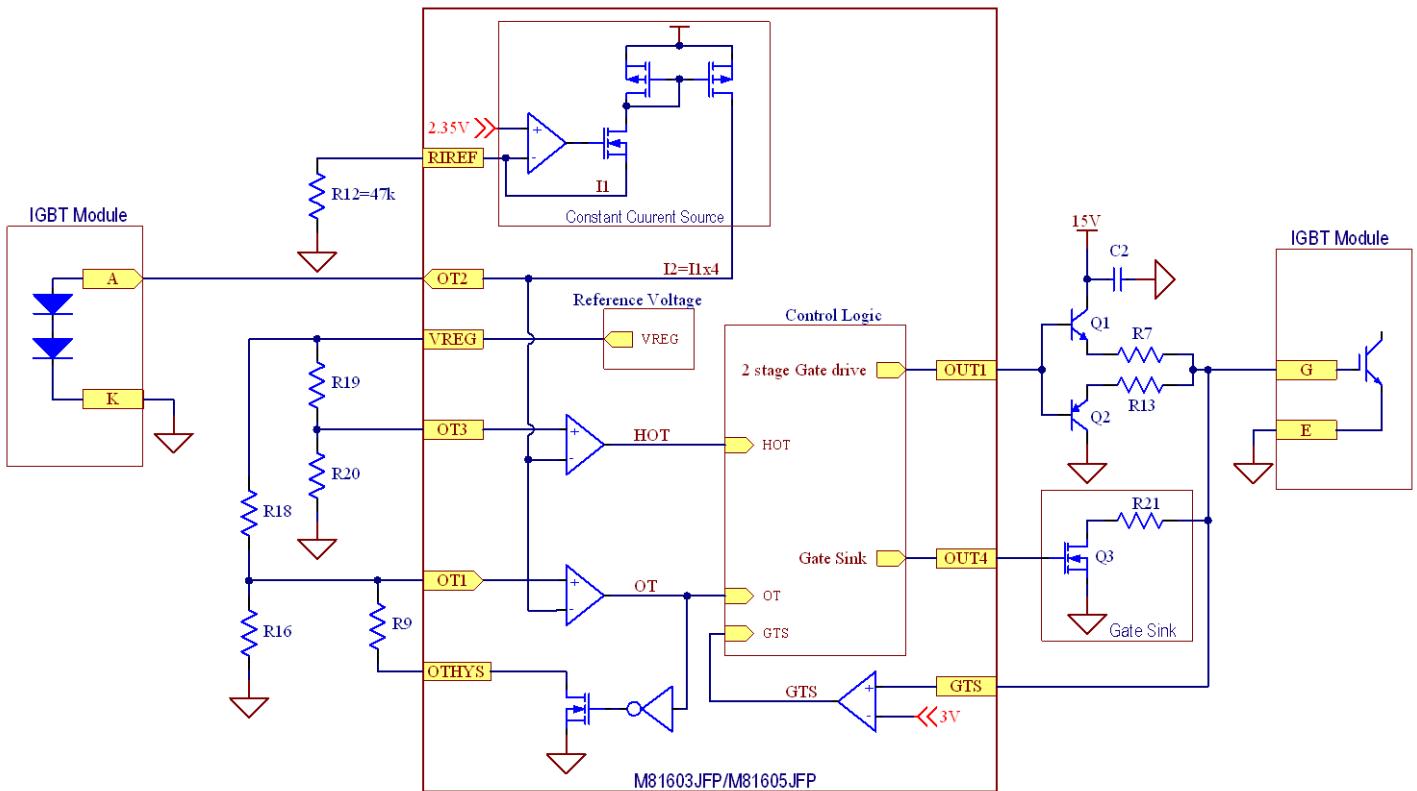 2.35V
RIREF
R12=47k
I1
Constant Cuurent Source
IGBT Module
A
K
OT2
I2=I1x4
Reference Voltage
VREG
VREG
R19
OT3
R20
R18
HOT
OT1
OT
R16
R9
OTHYS
Control Logic
2 stage Gate drive
HOT
Gate Sink
OT
GTS
OUT1
OUT4
GTS
GTS
3V
15V
C2
Q1
R7
R13
Q2
R21
Q3
Gate Sink
IGBT Module
G
E
M81603JFP/M81605JFP
+
-
+
-
+
-
+
-